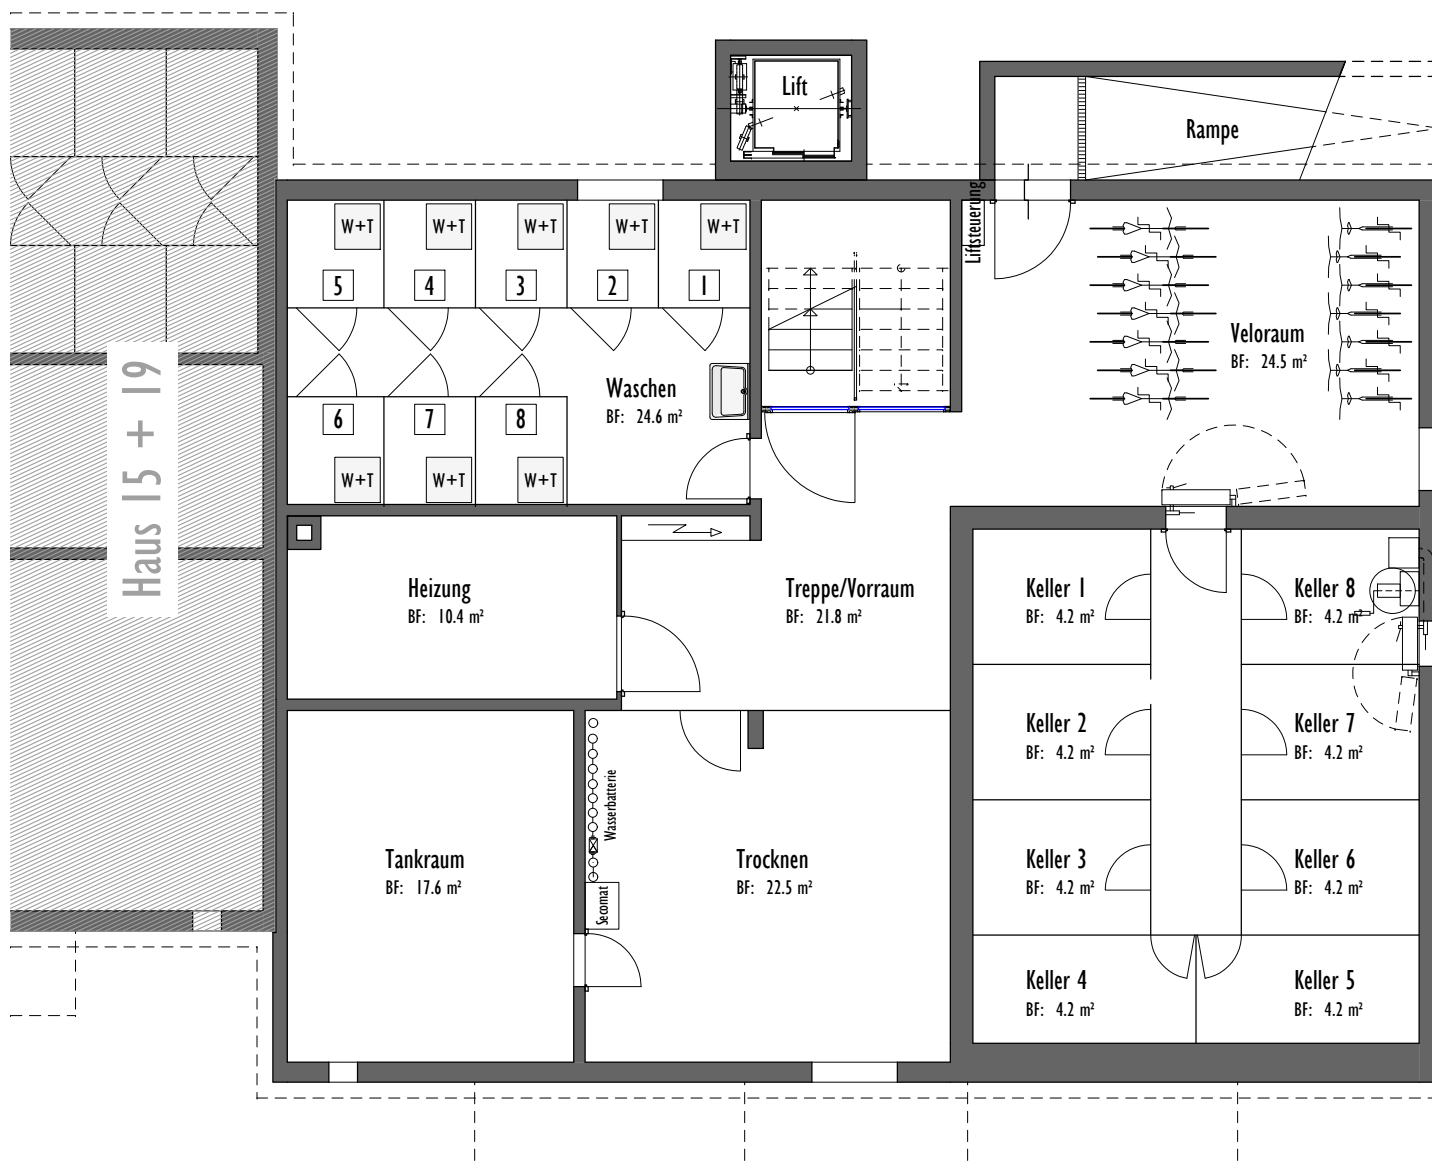 Lift
Rampe
Liftsteuerung
W+T
W+T
W+T
W+T
W+T
5
4
3
2
1
Veloraum
BF: 24.5 m²
Waschen
BF: 24.6 m²
6
7
8
W+T
W+T
W+T
Haus 15 + 19
Heizung
BF: 10.4 m²
Treppe/Vorraum
BF: 21.8 m²
Keller 1
BF: 4.2 m²
Keller 8
BF: 4.2 m²
Keller 2
BF: 4.2 m²
Keller 7
BF: 4.2 m²
Wasserbatterie
Tankraum
BF: 17.6 m²
Trocknen
BF: 22.5 m²
Keller 3
BF: 4.2 m²
Keller 6
BF: 4.2 m²
Secomat
Keller 4
BF: 4.2 m²
Keller 5
BF: 4.2 m²